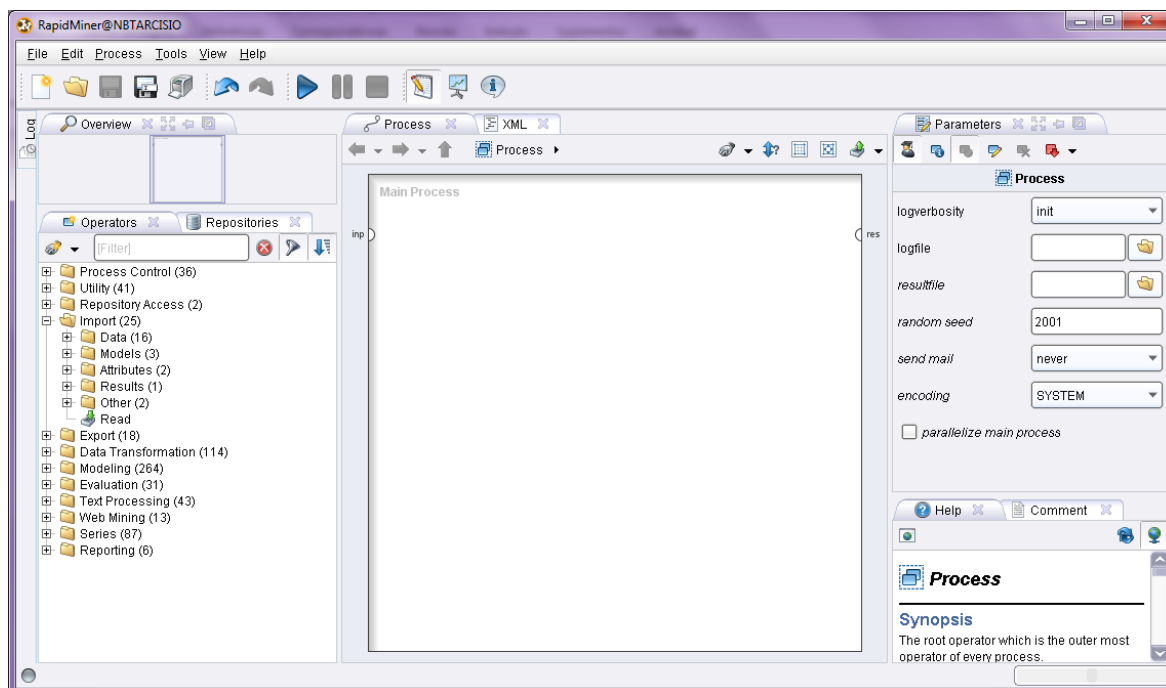 RapidMiner@NBTARCISIO
File Edit Process Tools View Help
Log
Overview
Process
XML
Parameters
Process
?
Process
Main Process
inp
res
logverbosity
init
logfile
resultfile
random seed
2001
send mail
never
encoding
SYSTEM
parallelize main process
Operators
Repositories
[Filter]
Process Control (36)
Utility (41)
Repository Access (2)
Import (25)
Data (16)
Models (3)
Attributes (2)
Results (1)
Other (2)
Read
Export (18)
Data Transformation (114)
Modeling (264)
Evaluation (31)
Text Processing (43)
Web Mining (13)
Series (87)
Reporting (6)
Help
Comment
Process
Synopsis
The root operator which is the outer most
operator of every process.